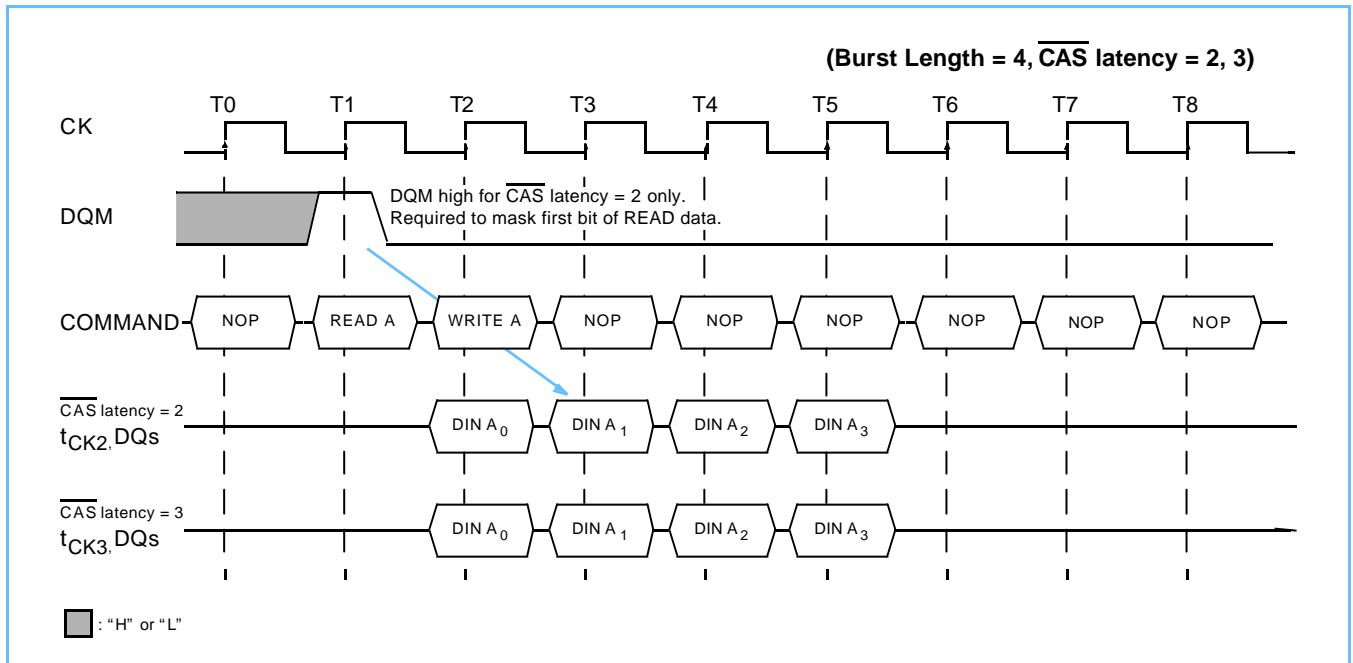 (Burst Length = 4, CAS latency = 2, 3)
T0 T1 T2 T3 T4 T5 T6 T7 T8
CK
DQM high for CAS latency = 2 only.
DQM
Required to mask first bit of READ data.
COMMAND NOP READ A WRITE A NOP NOP NOP NOP NOP NOP
CAS latency = 2
tCK2, DQs DIN A0 DIN A1 DIN A2 DIN A3
CAS latency = 3
tCK3, DQs DIN A0 DIN A1 DIN A2 DIN A3
: “H” or “L”